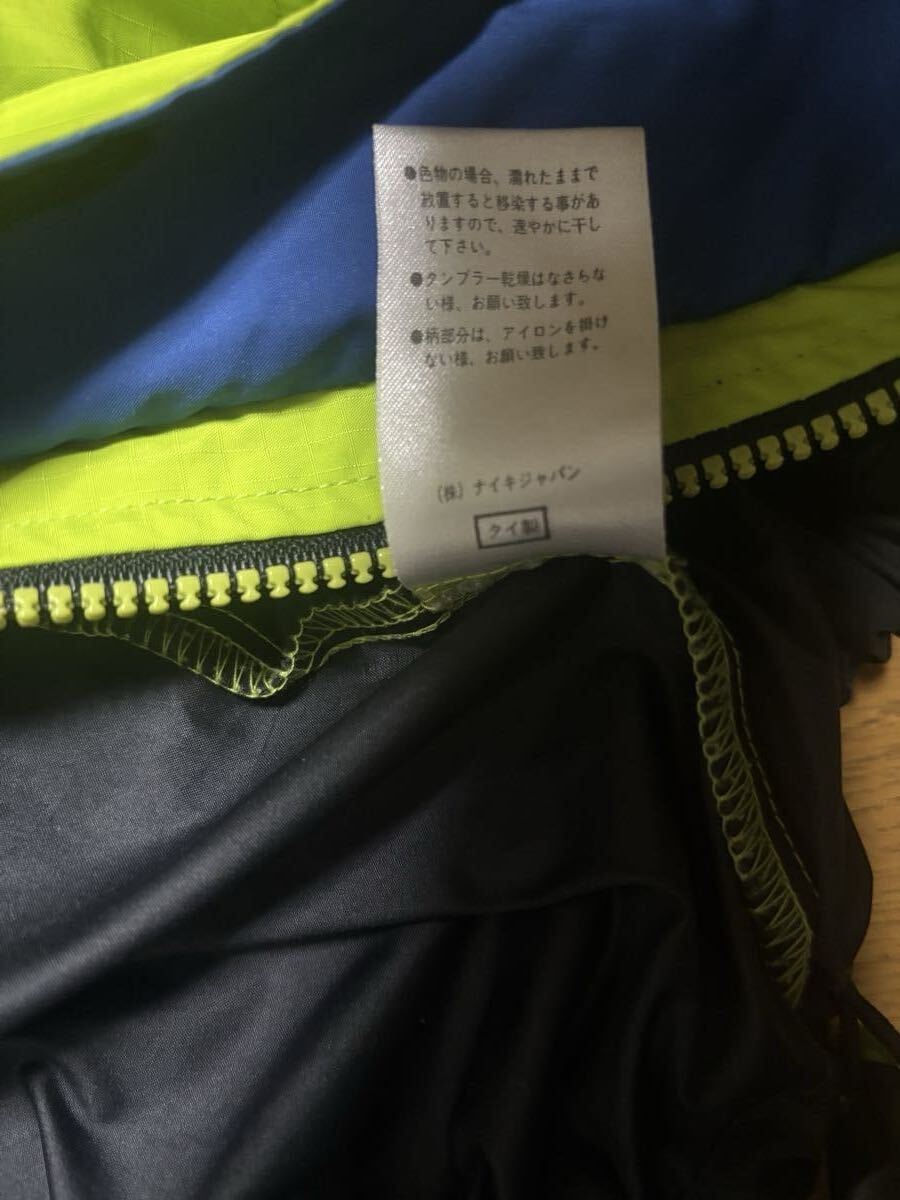 ●色物の場合、濡れたままで
放置すると移染する事があ
りますので、速やかに干し
て下さい。
●タンブラー乾燥はなさらな
い様、お願い致します。
●柄部分は、アイロンを掛け
ない様、お願い致します。
(株) ナイキジャパン
タイ製